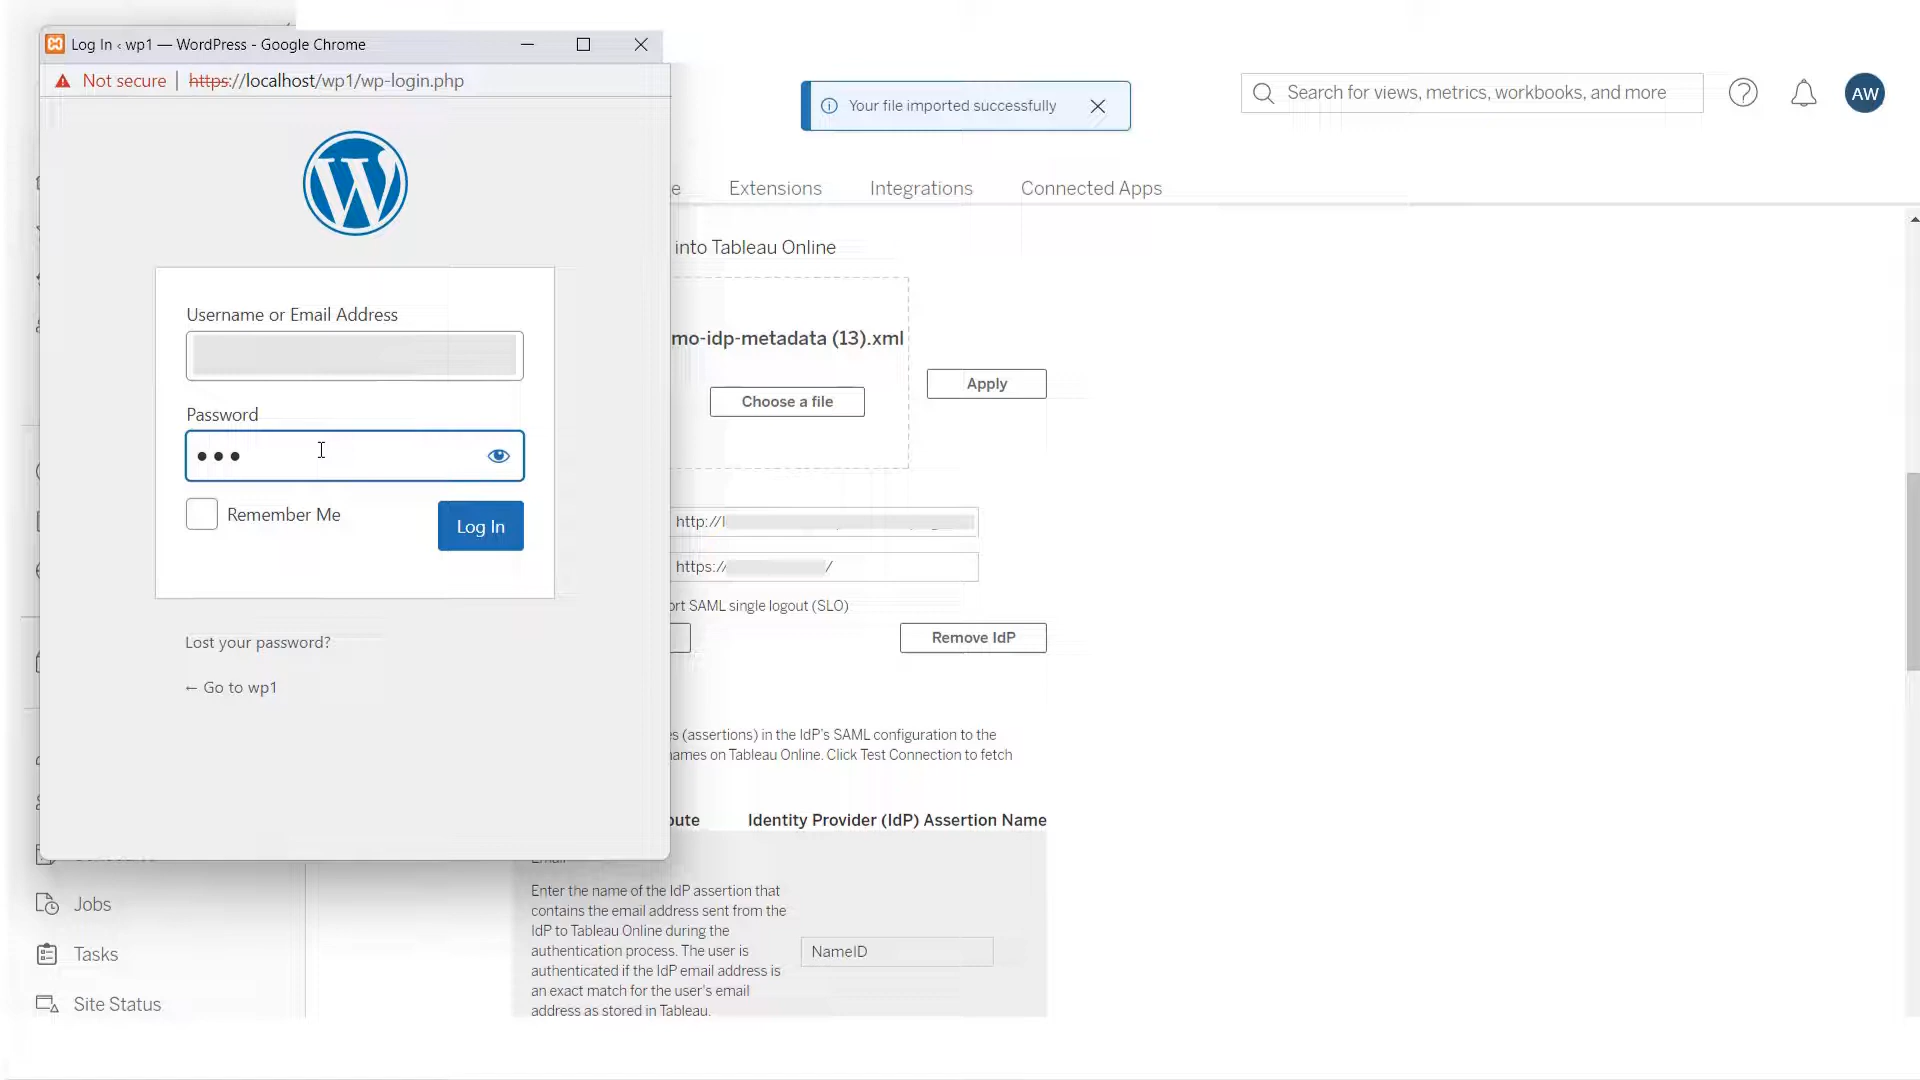 Log In ‹ wp1 — WordPress - Google Chrome
Not secure | https://localhost/wp1/wp-login.php
Username or Email Address
Password
Remember Me
Log In
Lost your password?
← Go to wp1
Your file imported successfully
Search for views, metrics, workbooks, and more
AW
e
Extensions
Integrations
Connected Apps
into Tableau Online
mo-idp-metadata (13).xml
Choose a file
Apply
http://
https:// /
ort SAML single logout (SLO)
Remove IdP
s (assertions) in the IdP's SAML configuration to the
names on Tableau Online. Click Test Connection to fetch
oute
Identity Provider (IdP) Assertion Name
Email
Enter the name of the IdP assertion that
contains the email address sent from the
IdP to Tableau Online during the
authentication process. The user is
authenticated if the IdP email address is
an exact match for the user's email
address as stored in Tableau.
NameID
Jobs
Tasks
Site Status